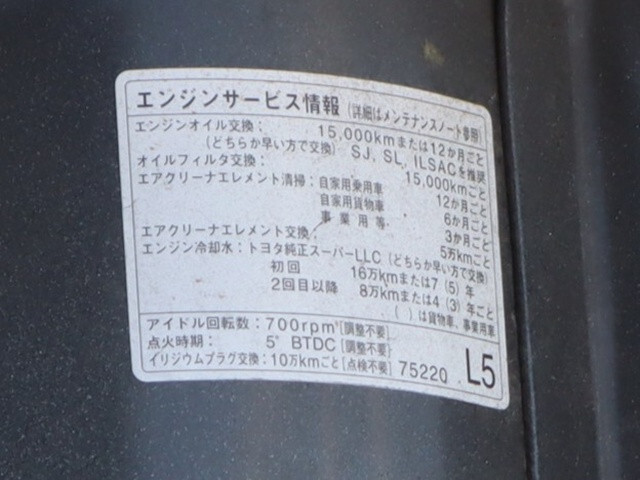 エンジンサービス情報 (詳細はメンテナンスノート参照)
エンジンオイル交換: 15,000kmまたは12か月ごと
(どちらか早い方で交換) SJ, SL, ILSACを推奨
オイルフィルタ交換: 15,000kmごと
エアクリーナエレメント清掃: 自家用乗用車 12か月ごと
自家用貨物車 6か月ごと
事業用等 3か月ごと
エアクリーナエレメント交換: 5万kmごと
エンジン冷却水: トヨタ純正スーパーLLC (どちらか早い方で交換)
初回 16万kmまたは7 (5) 年
2回目以降 8万kmまたは4 (3) 年ごと
( ) は貨物車、事業用車
アイドル回転数: 700rpm [調整不要]
点火時期: 5° BTDC [調整不要]
イリジウムプラグ交換: 10万kmごと [点検不要] 75220 L5